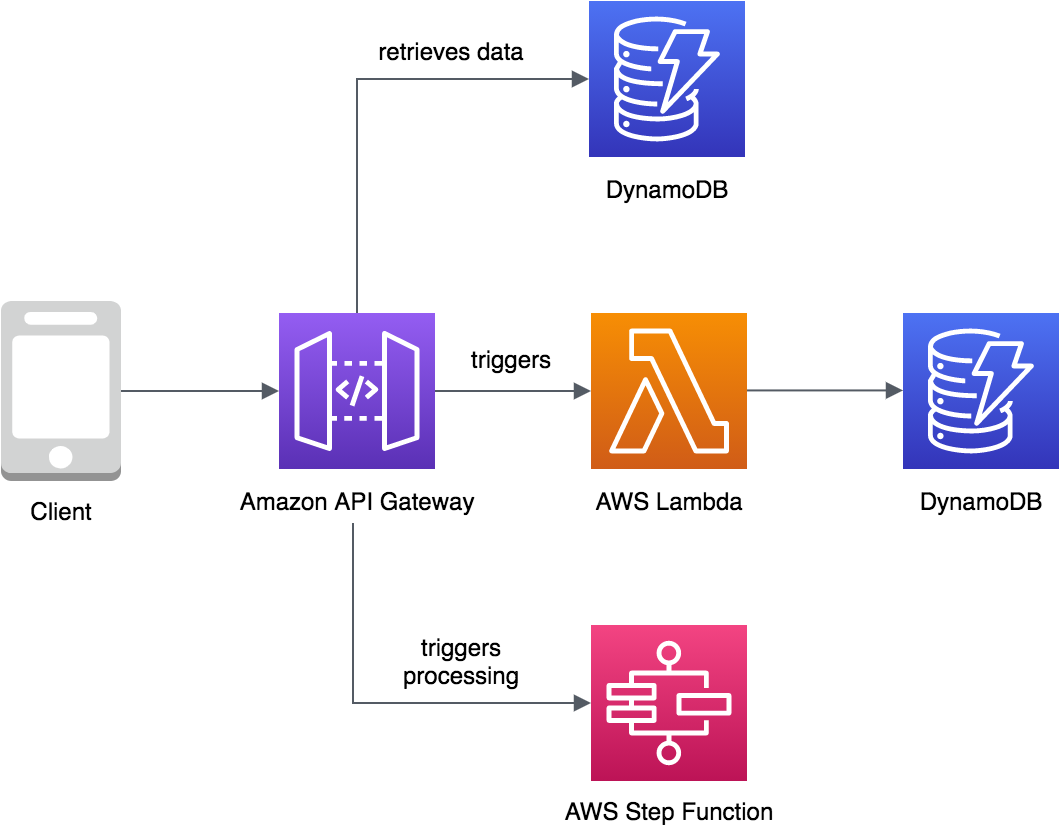 retrieves data
DynamoDB
triggers
Client
Amazon API Gateway
AWS Lambda
DynamoDB
triggers
processing
AWS Step Function